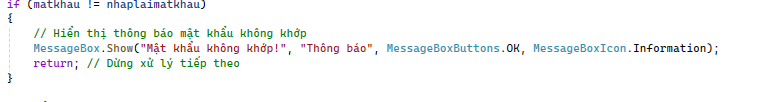 if (matkhau != nhaplaimatkhau)
{
// Hiển thị thông báo mật khẩu không khớp
MessageBox.Show("Mật khẩu không khớp!", "Thông báo", MessageBoxButtons.OK, MessageBoxIcon.Information);
return; // Dừng xử lý tiếp theo
}